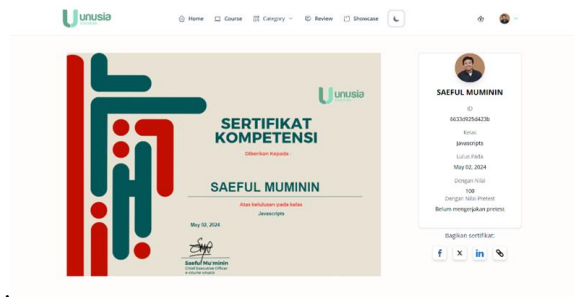 unusia
Home Course Category Review Showcase
unusia
SERTIFIKAT
KOMPETENSI
Diberikan Kepada :
SAEFUL MUMININ
Atas kelulusan pada kelas
Javascripts
May 02, 2024
Saeful Mu'minin
Chief Executive Officer
SAEFUL MUMININ
ID
6633d925d423b
Kelas
Javascripts
Lulus Pada
May 02, 2024
Dengan Nilai
100
Dengan Nilai Pretest
Belum mengerjakan pretest
Bagikan sertifikat: